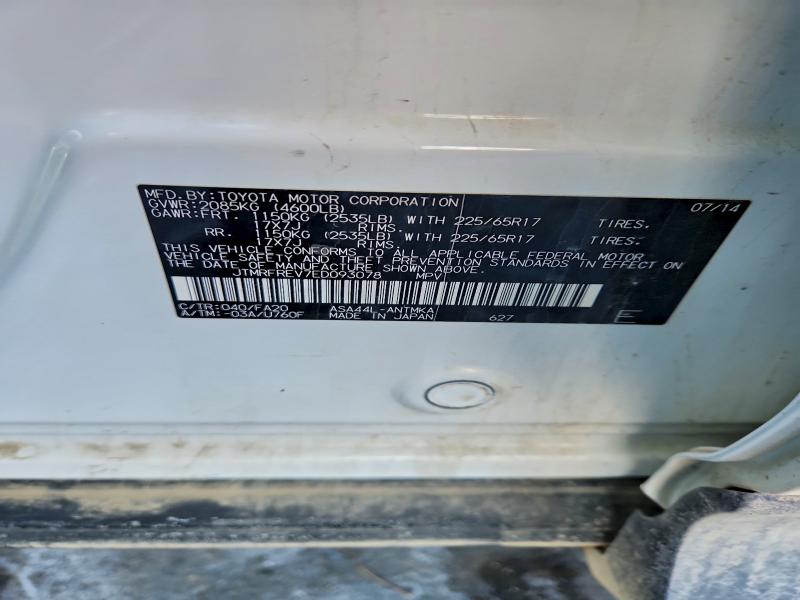 MFD. BY: TOYOTA MOTOR CORPORATION 07/14
GVWR: 2085KG (4600LB)
GAWR: FRT. 1150KG (2535LB) WITH 225/65R17 TIRES.
17X7J RIMS.
RR. 1150KG (2535LB) WITH 225/65R17 TIRES.
17X7J RIMS.
THIS VEHICLE CONFORMS TO ALL APPLICABLE FEDERAL MOTOR
VEHICLE SAFETY AND THEFT PREVENTION STANDARDS IN EFFECT ON
THE DATE OF MANUFACTURE SHOWN ABOVE.
JTMRFREV7ED093078 MPV
C/TR: 040/FA20 ASA44L-ANTMKA
A/TM: -03A/U760F MADE IN JAPAN 627 E